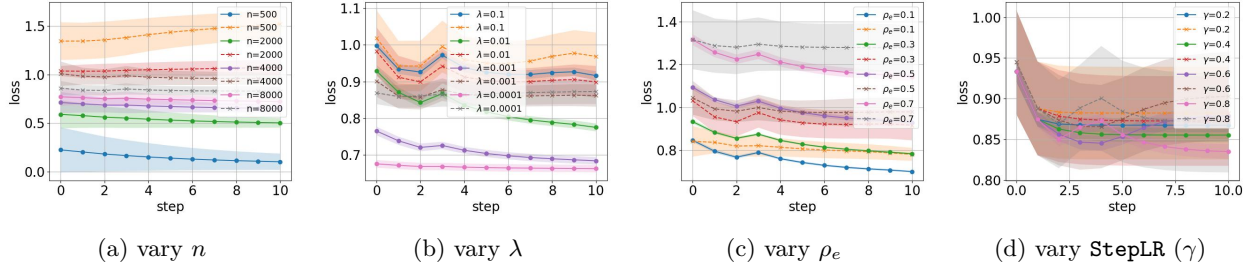 loss
1.5
1.0
0.5
0.0
0 2 4 6 8 10
step
n=500
n=500
n=2000
n=2000
n=4000
n=4000
n=8000
n=8000
(a) vary n
loss
1.0
0.9
0.8
0.7
0 2 4 6 8 10
step
λ=0.1
λ=0.1
λ=0.01
λ=0.01
λ=0.001
λ=0.001
λ=0.0001
λ=0.0001
(b) vary λ
loss
1.4
1.2
1.0
0.8
0 2 4 6 8 10
step
ρe=0.1
ρe=0.1
ρe=0.3
ρe=0.3
ρe=0.5
ρe=0.5
ρe=0.7
ρe=0.7
(c) vary ρe
loss
1.00
0.95
0.90
0.85
0.80
0.0 2.5 5.0 7.5 10.0
step
γ=0.2
γ=0.2
γ=0.4
γ=0.4
γ=0.6
γ=0.6
γ=0.8
γ=0.8
(d) vary StepLR (γ)